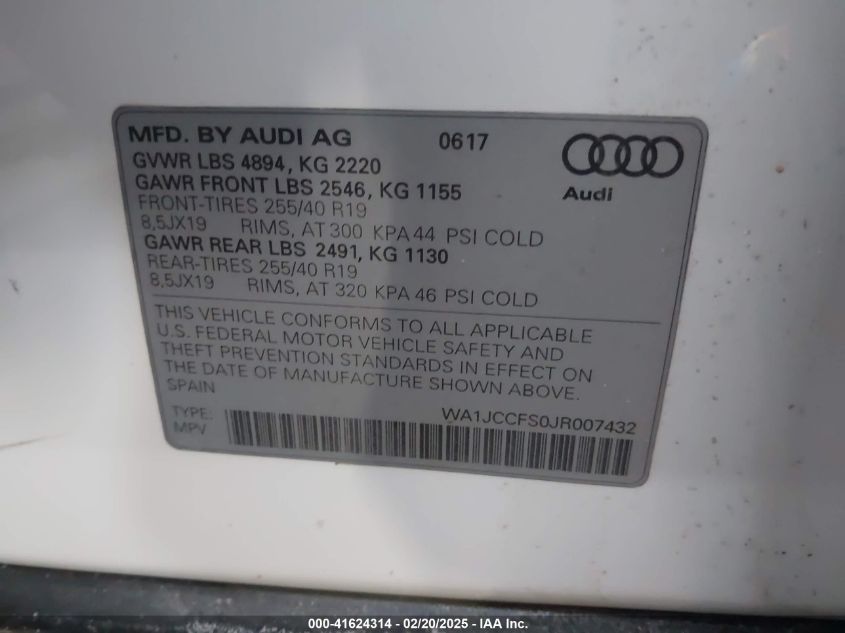 MFD. BY AUDI AG 0617
GVWR LBS 4894, KG 2220
GAWR FRONT LBS 2546, KG 1155
Audi
FRONT-TIRES 255/40 R19
8,5JX19 RIMS, AT 300 KPA 44 PSI COLD
GAWR REAR LBS 2491, KG 1130
REAR-TIRES 255/40 R19
8,5JX19 RIMS, AT 320 KPA 46 PSI COLD
THIS VEHICLE CONFORMS TO ALL APPLICABLE
U.S. FEDERAL MOTOR VEHICLE SAFETY AND
THEFT PREVENTION STANDARDS IN EFFECT ON
THE DATE OF MANUFACTURE SHOWN ABOVE.
SPAIN
TYPE: WA1JCCFS0JR007432
MPV
000-41624314 - 02/20/2025 - IAA Inc.